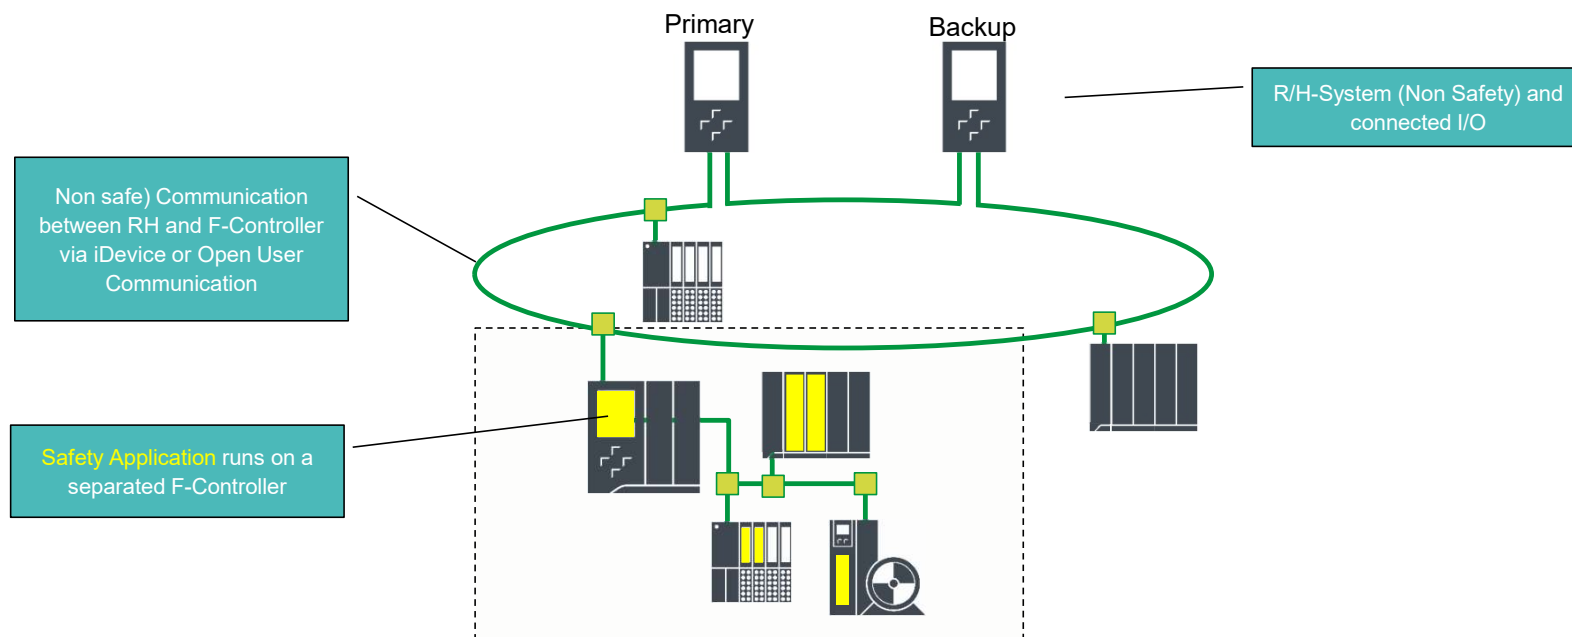 Primary
Backup
R/H-System (Non Safety) and
connected I/O
Non safe) Communication
between RH and F-Controller
via iDevice or Open User
Communication
Safety Application runs on a
separated F-Controller